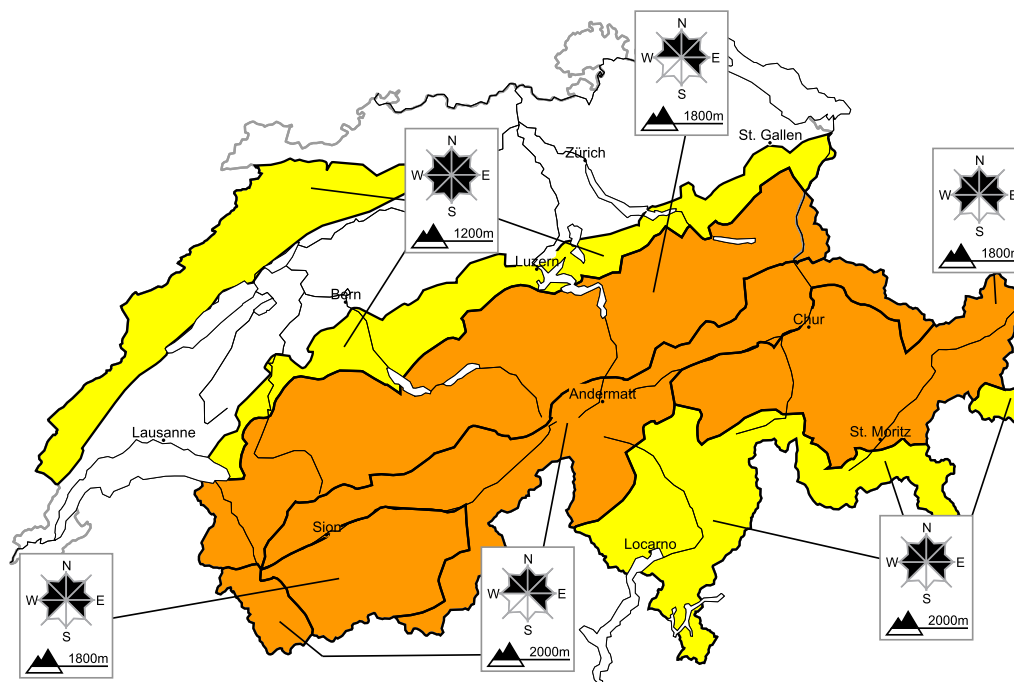 N
W E
S
1800m
St. Gallen
N
W E
S
1200m
Zürich
N
W E
S
1800m
Luzern
Bern
Chur
Andermatt
Lausanne
St. Moritz
Sion
Locarno
N
W E
S
2000m
N
W E
S
1800m
N
W E
S
2000m